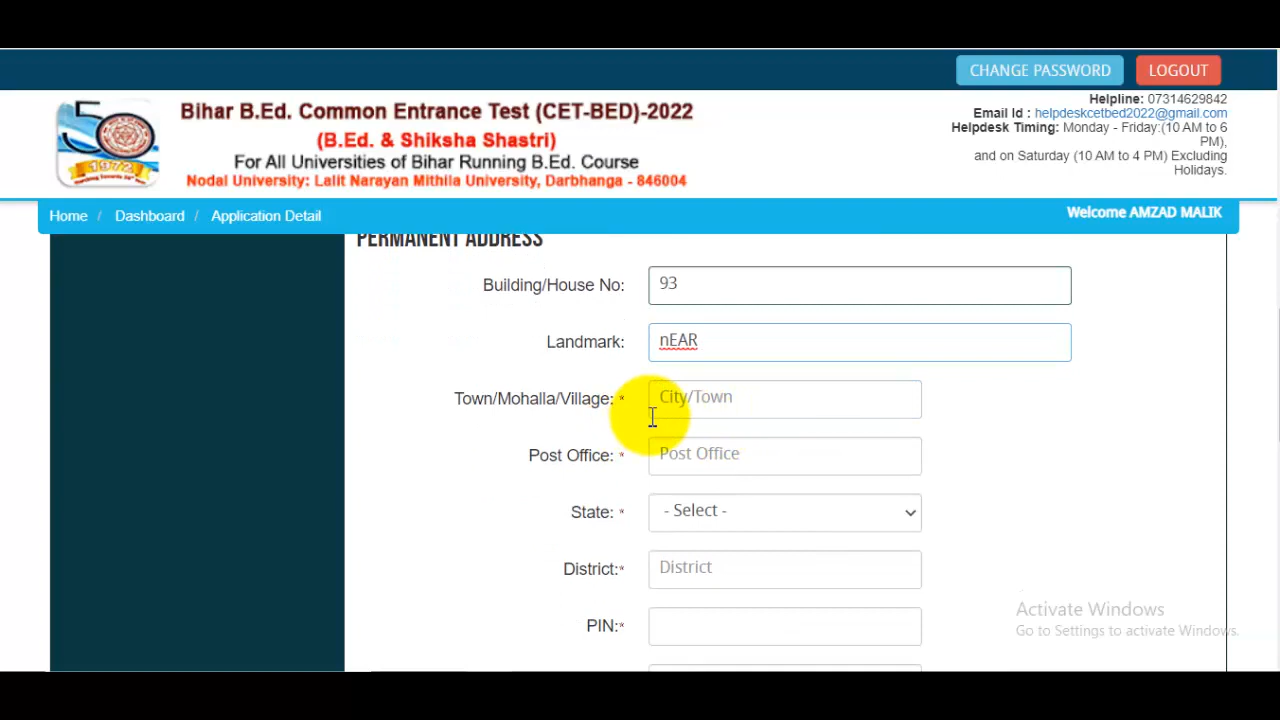 CHANGE PASSWORD
LOGOUT
50
1972
Bihar B.Ed. Common Entrance Test (CET-BED)-2022
(B.Ed. & Shiksha Shastri)
For All Universities of Bihar Running B.Ed. Course
Nodal University: Lalit Narayan Mithila University, Darbhanga - 846004
Helpline: 07314629842
Email Id : helpdeskcetbed2022@gmail.com
Helpdesk Timing: Monday - Friday:(10 AM to 6
PM),
and on Saturday (10 AM to 4 PM) Excluding
Holidays.
Home / Dashboard / Application Detail
Welcome AMZAD MALIK
PERMANENT ADDRESS
Building/House No: 93
Landmark: nEAR
Town/Mohalla/Village: * City/Town
Post Office: * Post Office
State: * - Select -
District:* District
PIN:*
Activate Windows
Go to Settings to activate Windows.